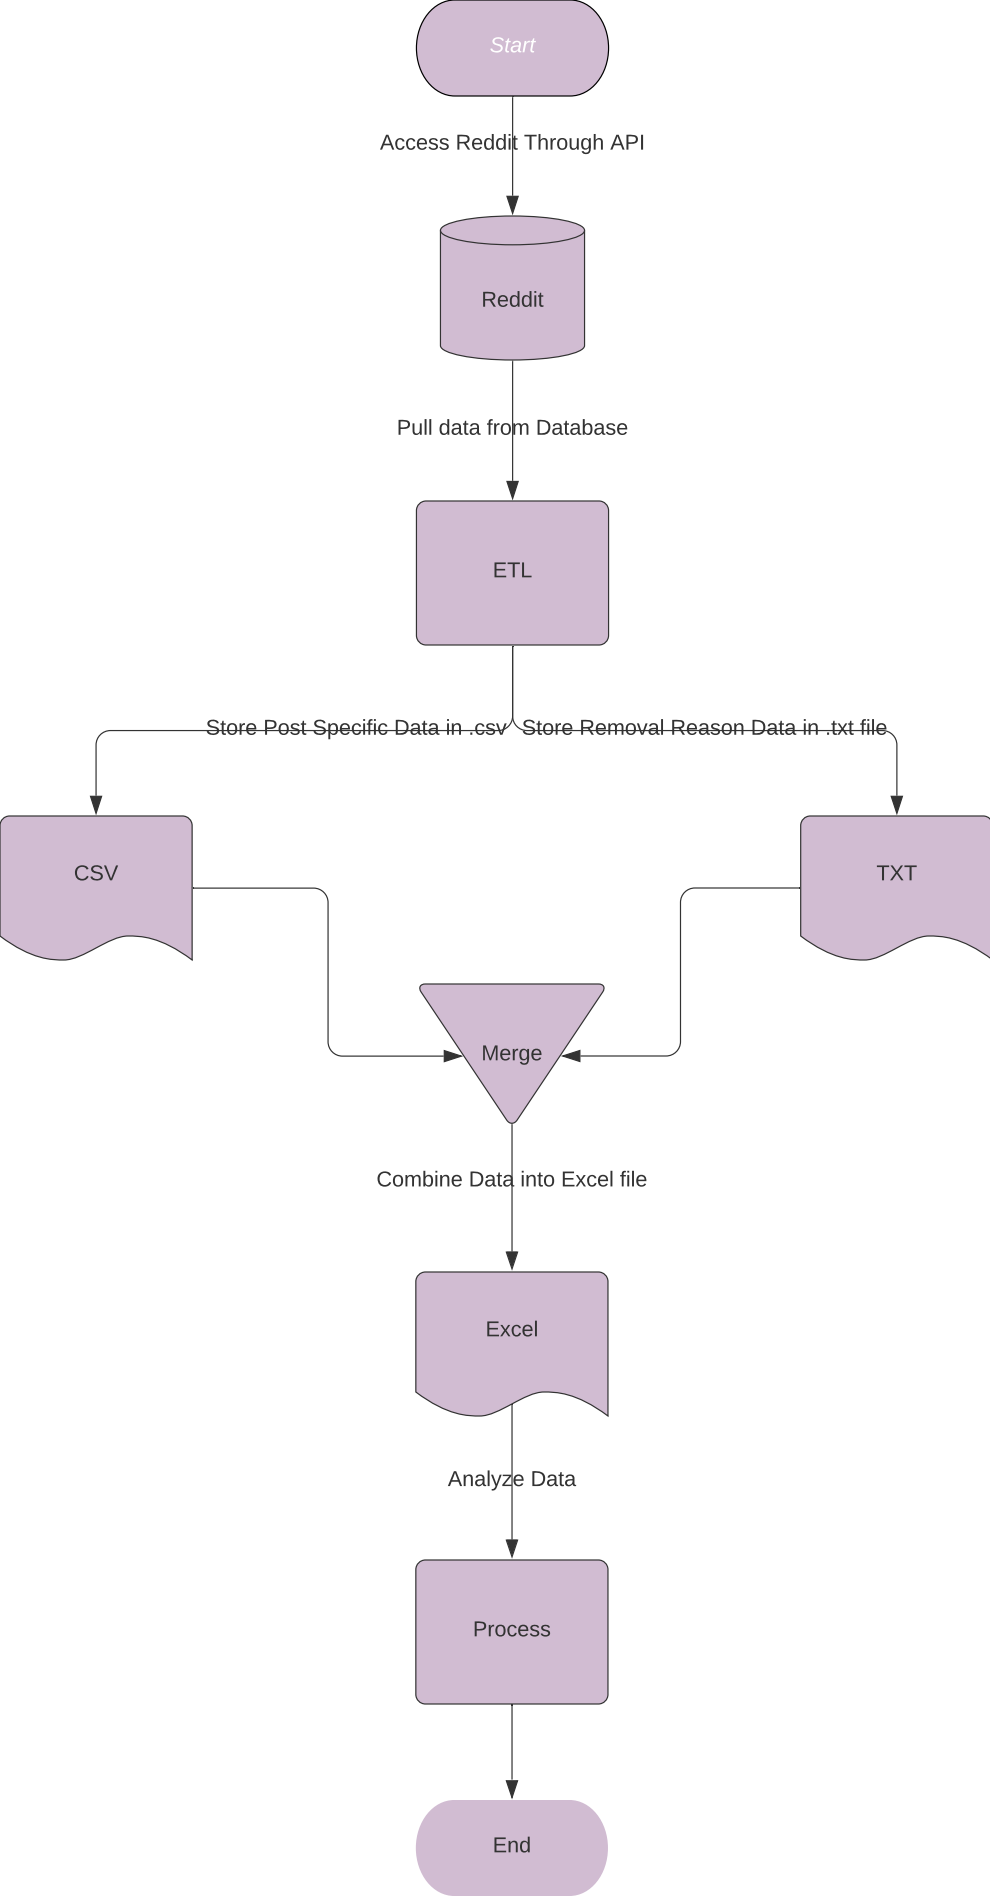 Start
Access Reddit Through API
Reddit
Pull data from Database
ETL
Store Post Specific Data in .csv
Store Removal Reason Data in .txt file
CSV
TXT
Merge
Combine Data into Excel file
Excel
Analyze Data
Process
End